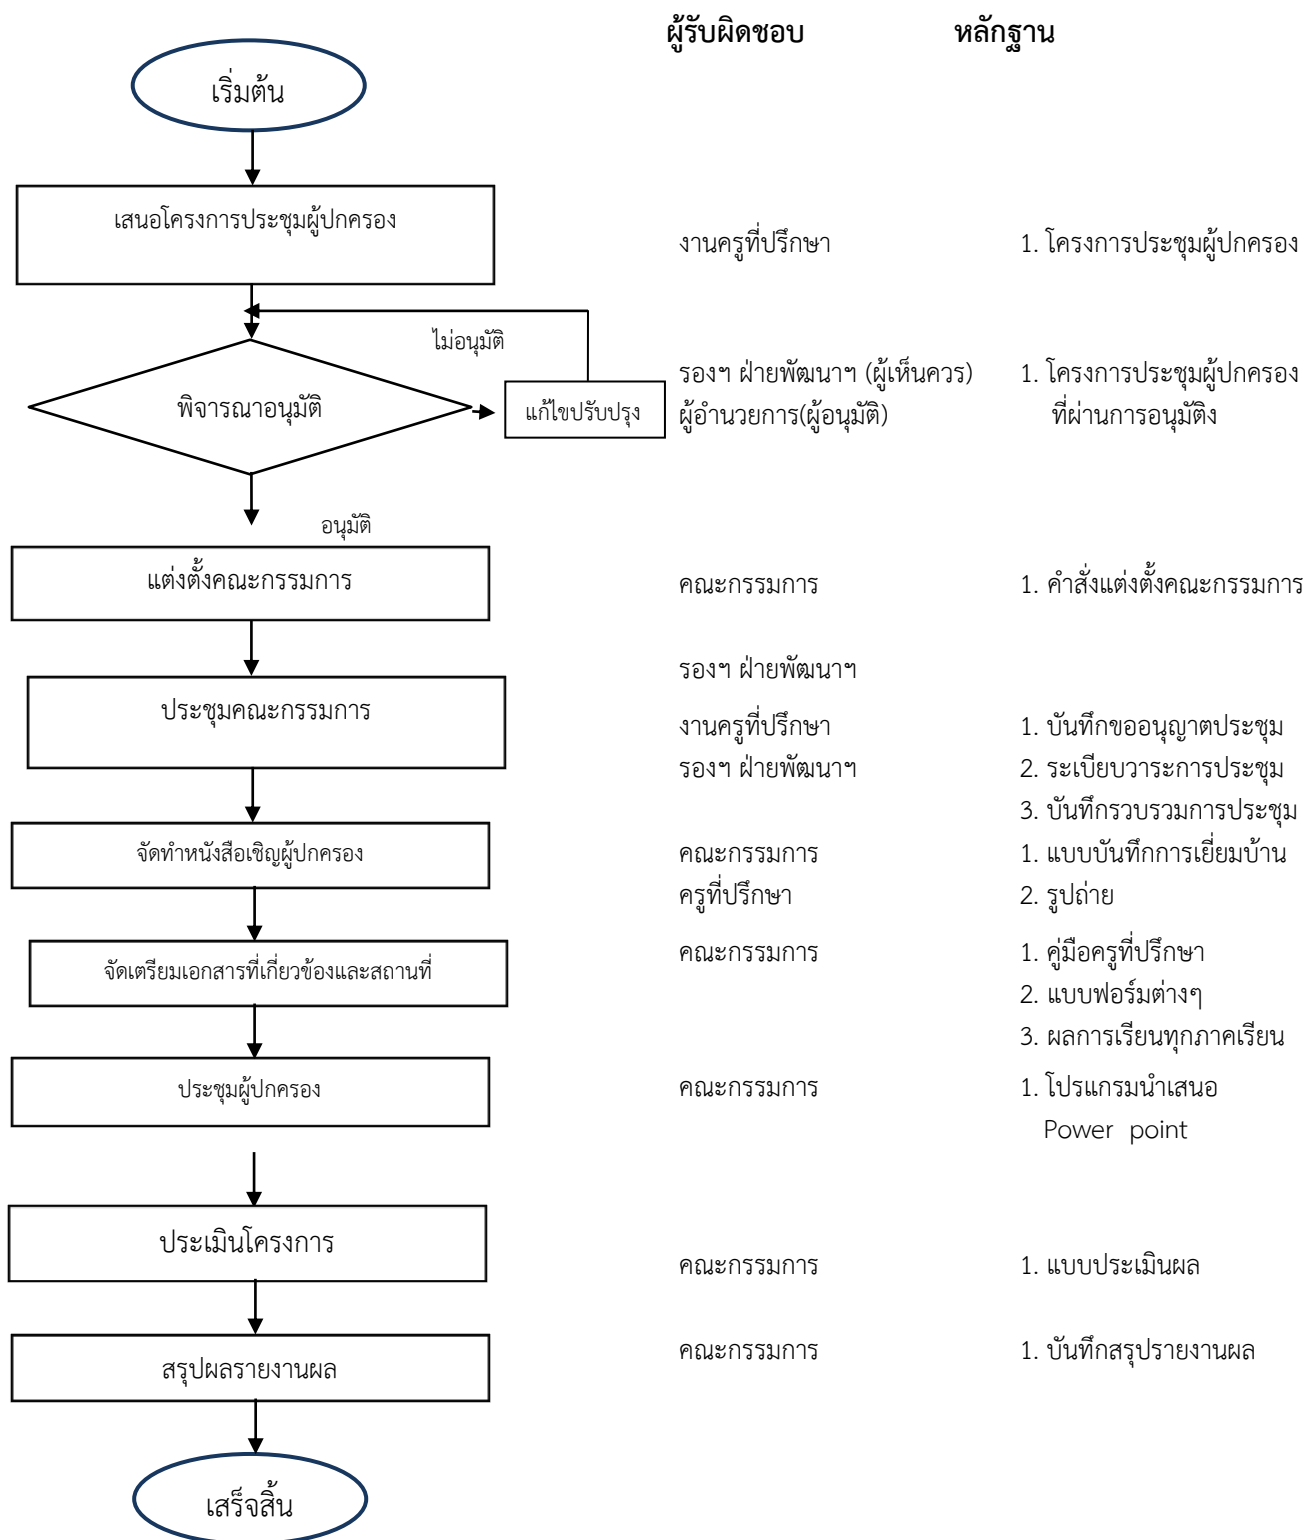 ผู้รับผิดชอบ หลักฐาน
เริ่มต้น
เสนอโครงการประชุมผู้ปกครอง
งานครูที่ปรึกษา 1. โครงการประชุมผู้ปกครอง
ไม่อนุมัติ
รองฯ ฝ่ายพัฒนาฯ (ผู้เห็นควร) 1. โครงการประชุมผู้ปกครอง
พิจารณาอนุมัติ แก้ไขปรับปรุง ผู้อำนวยการ(ผู้อนุมัติ) ที่ผ่านการอนุมัติง
อนุมัติ
แต่งตั้งคณะกรรมการ คณะกรรมการ 1. คำสั่งแต่งตั้งคณะกรรมการ
รองฯ ฝ่ายพัฒนาฯ
ประชุมคณะกรรมการ งานครูที่ปรึกษา 1. บันทึกขออนุญาตประชุม
รองฯ ฝ่ายพัฒนาฯ 2. ระเบียบวาระการประชุม
3. บันทึกรวบรวมการประชุม
จัดทำหนังสือเชิญผู้ปกครอง คณะกรรมการ 1. แบบบันทึกการเยี่ยมบ้าน
ครูที่ปรึกษา 2. รูปถ่าย
จัดเตรียมเอกสารที่เกี่ยวข้องและสถานที่ คณะกรรมการ 1. คู่มือครูที่ปรึกษา
2. แบบฟอร์มต่างๆ
3. ผลการเรียนทุกภาคเรียน
ประชุมผู้ปกครอง คณะกรรมการ 1. โปรแกรมนำเสนอ
Power point
ประเมินโครงการ
คณะกรรมการ 1. แบบประเมินผล
สรุปผลรายงานผล คณะกรรมการ 1. บันทึกสรุปรายงานผล
เสร็จสิ้น